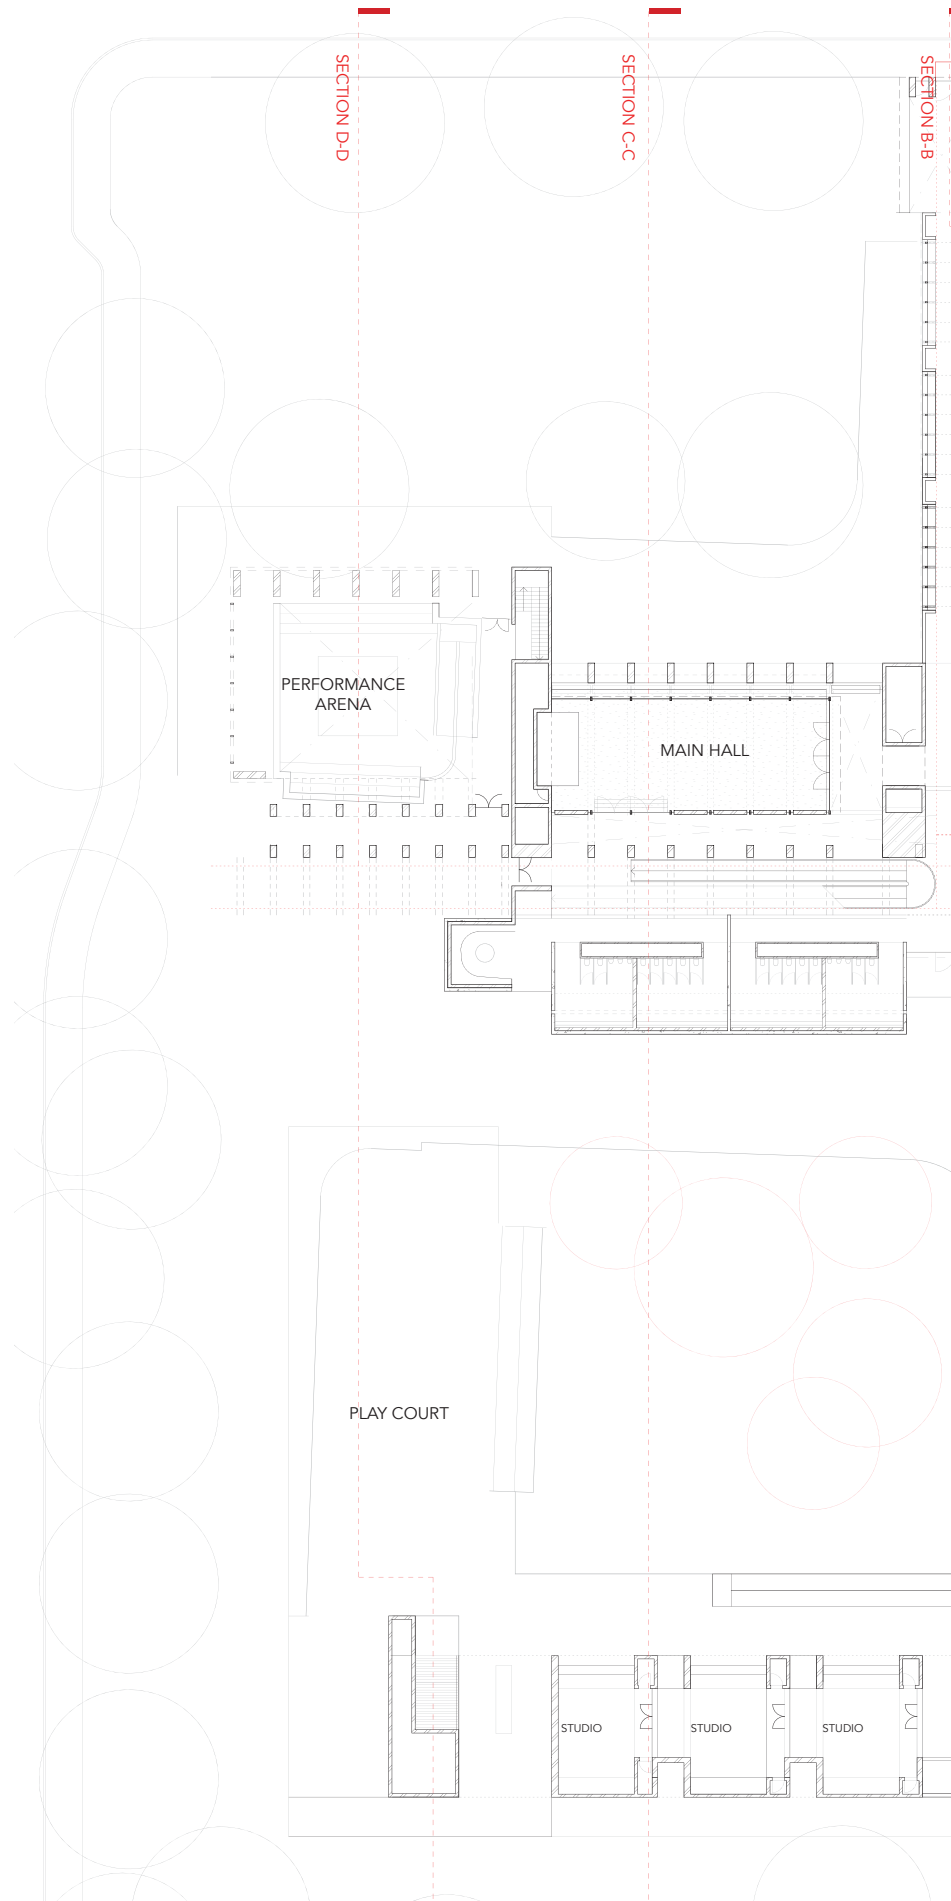 SECTION D-D
SECTION C-C
SECTION B-B
PERFORMANCE
ARENA
MAIN HALL
PLAY COURT
STUDIO
STUDIO
STUDIO